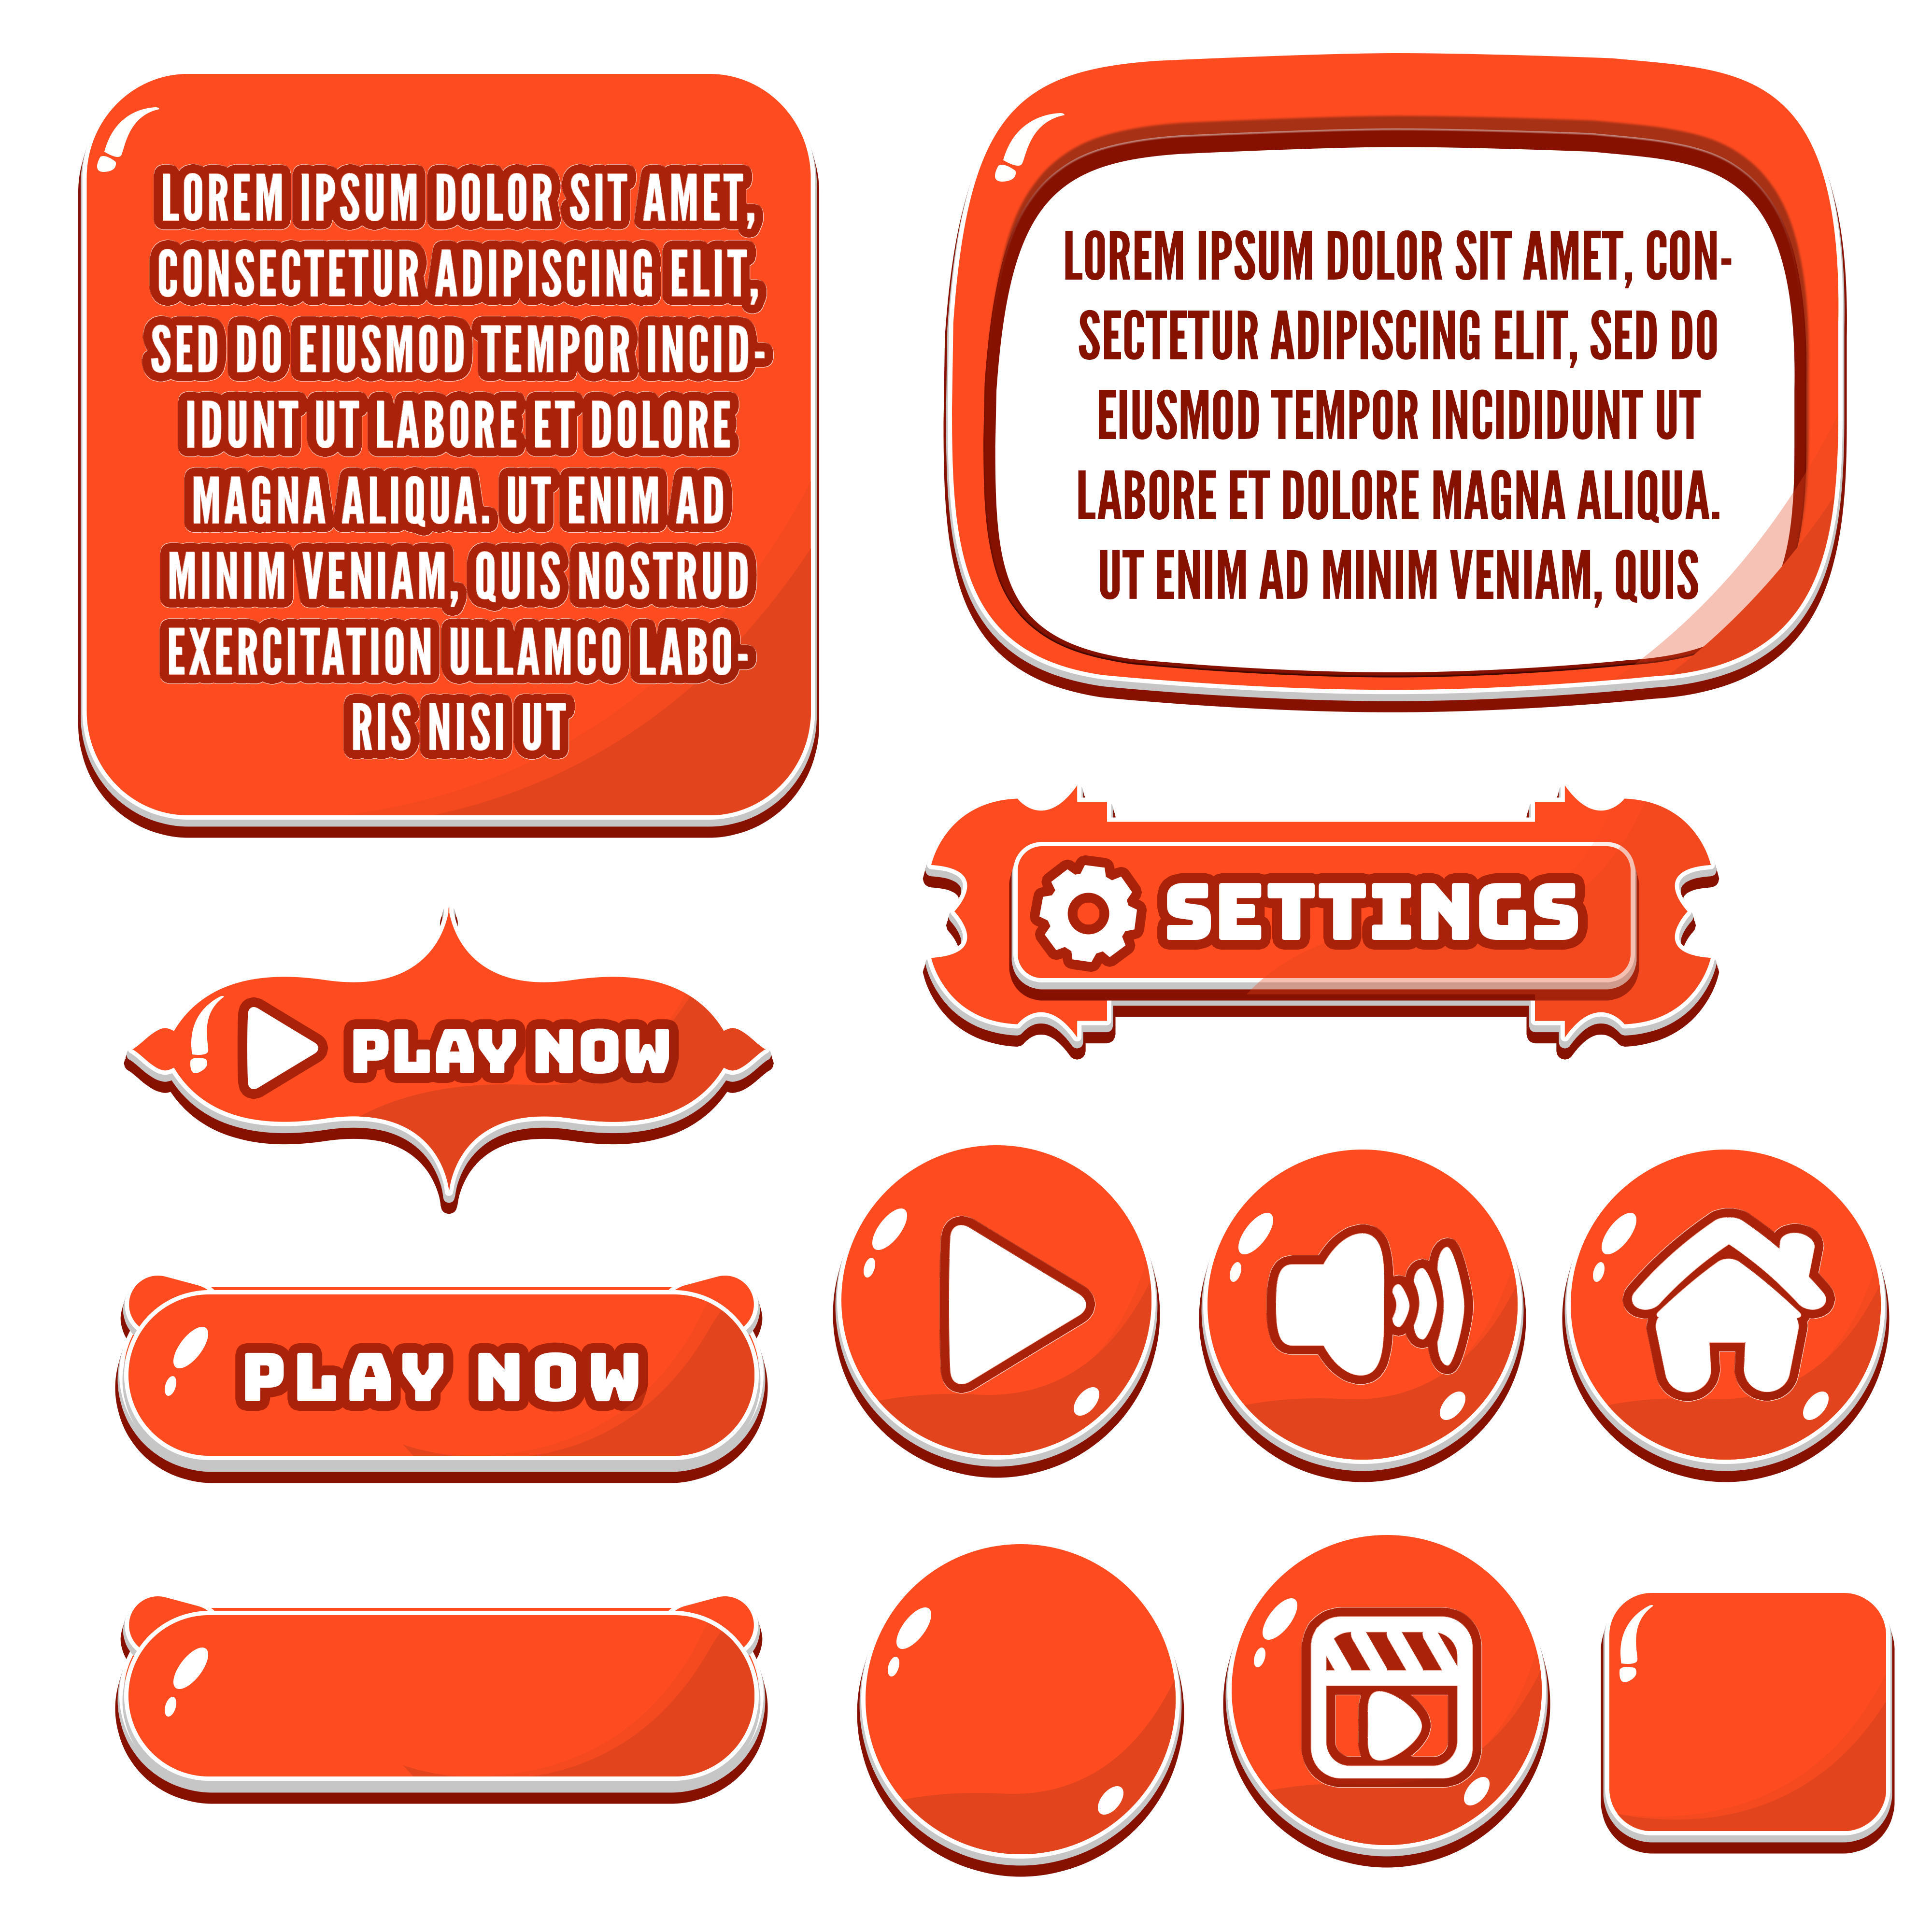 LOREM IPSUM DOLOR SIT AMET,
CONSECTETUR ADIPISCING ELIT,
SED DO EIUSMOD TEMPOR INCID-
IDUNT UT LABORE ET DOLORE
MAGNA ALIQUA. UT ENIM AD
MINIM VENIAM, QUIS NOSTRUD
EXERCITATION ULLAMCO LABO-
RIS NISI UT
LOREM IPSUM DOLOR SIT AMET, CON-
SECTETUR ADIPISCING ELIT, SED DO
EIUSMOD TEMPOR INCIDIDUNT UT
LABORE ET DOLORE MAGNA ALIQUA.
UT ENIM AD MINIM VENIAM, QUIS
SETTINGS
PLAY NOW
PLAY NOW